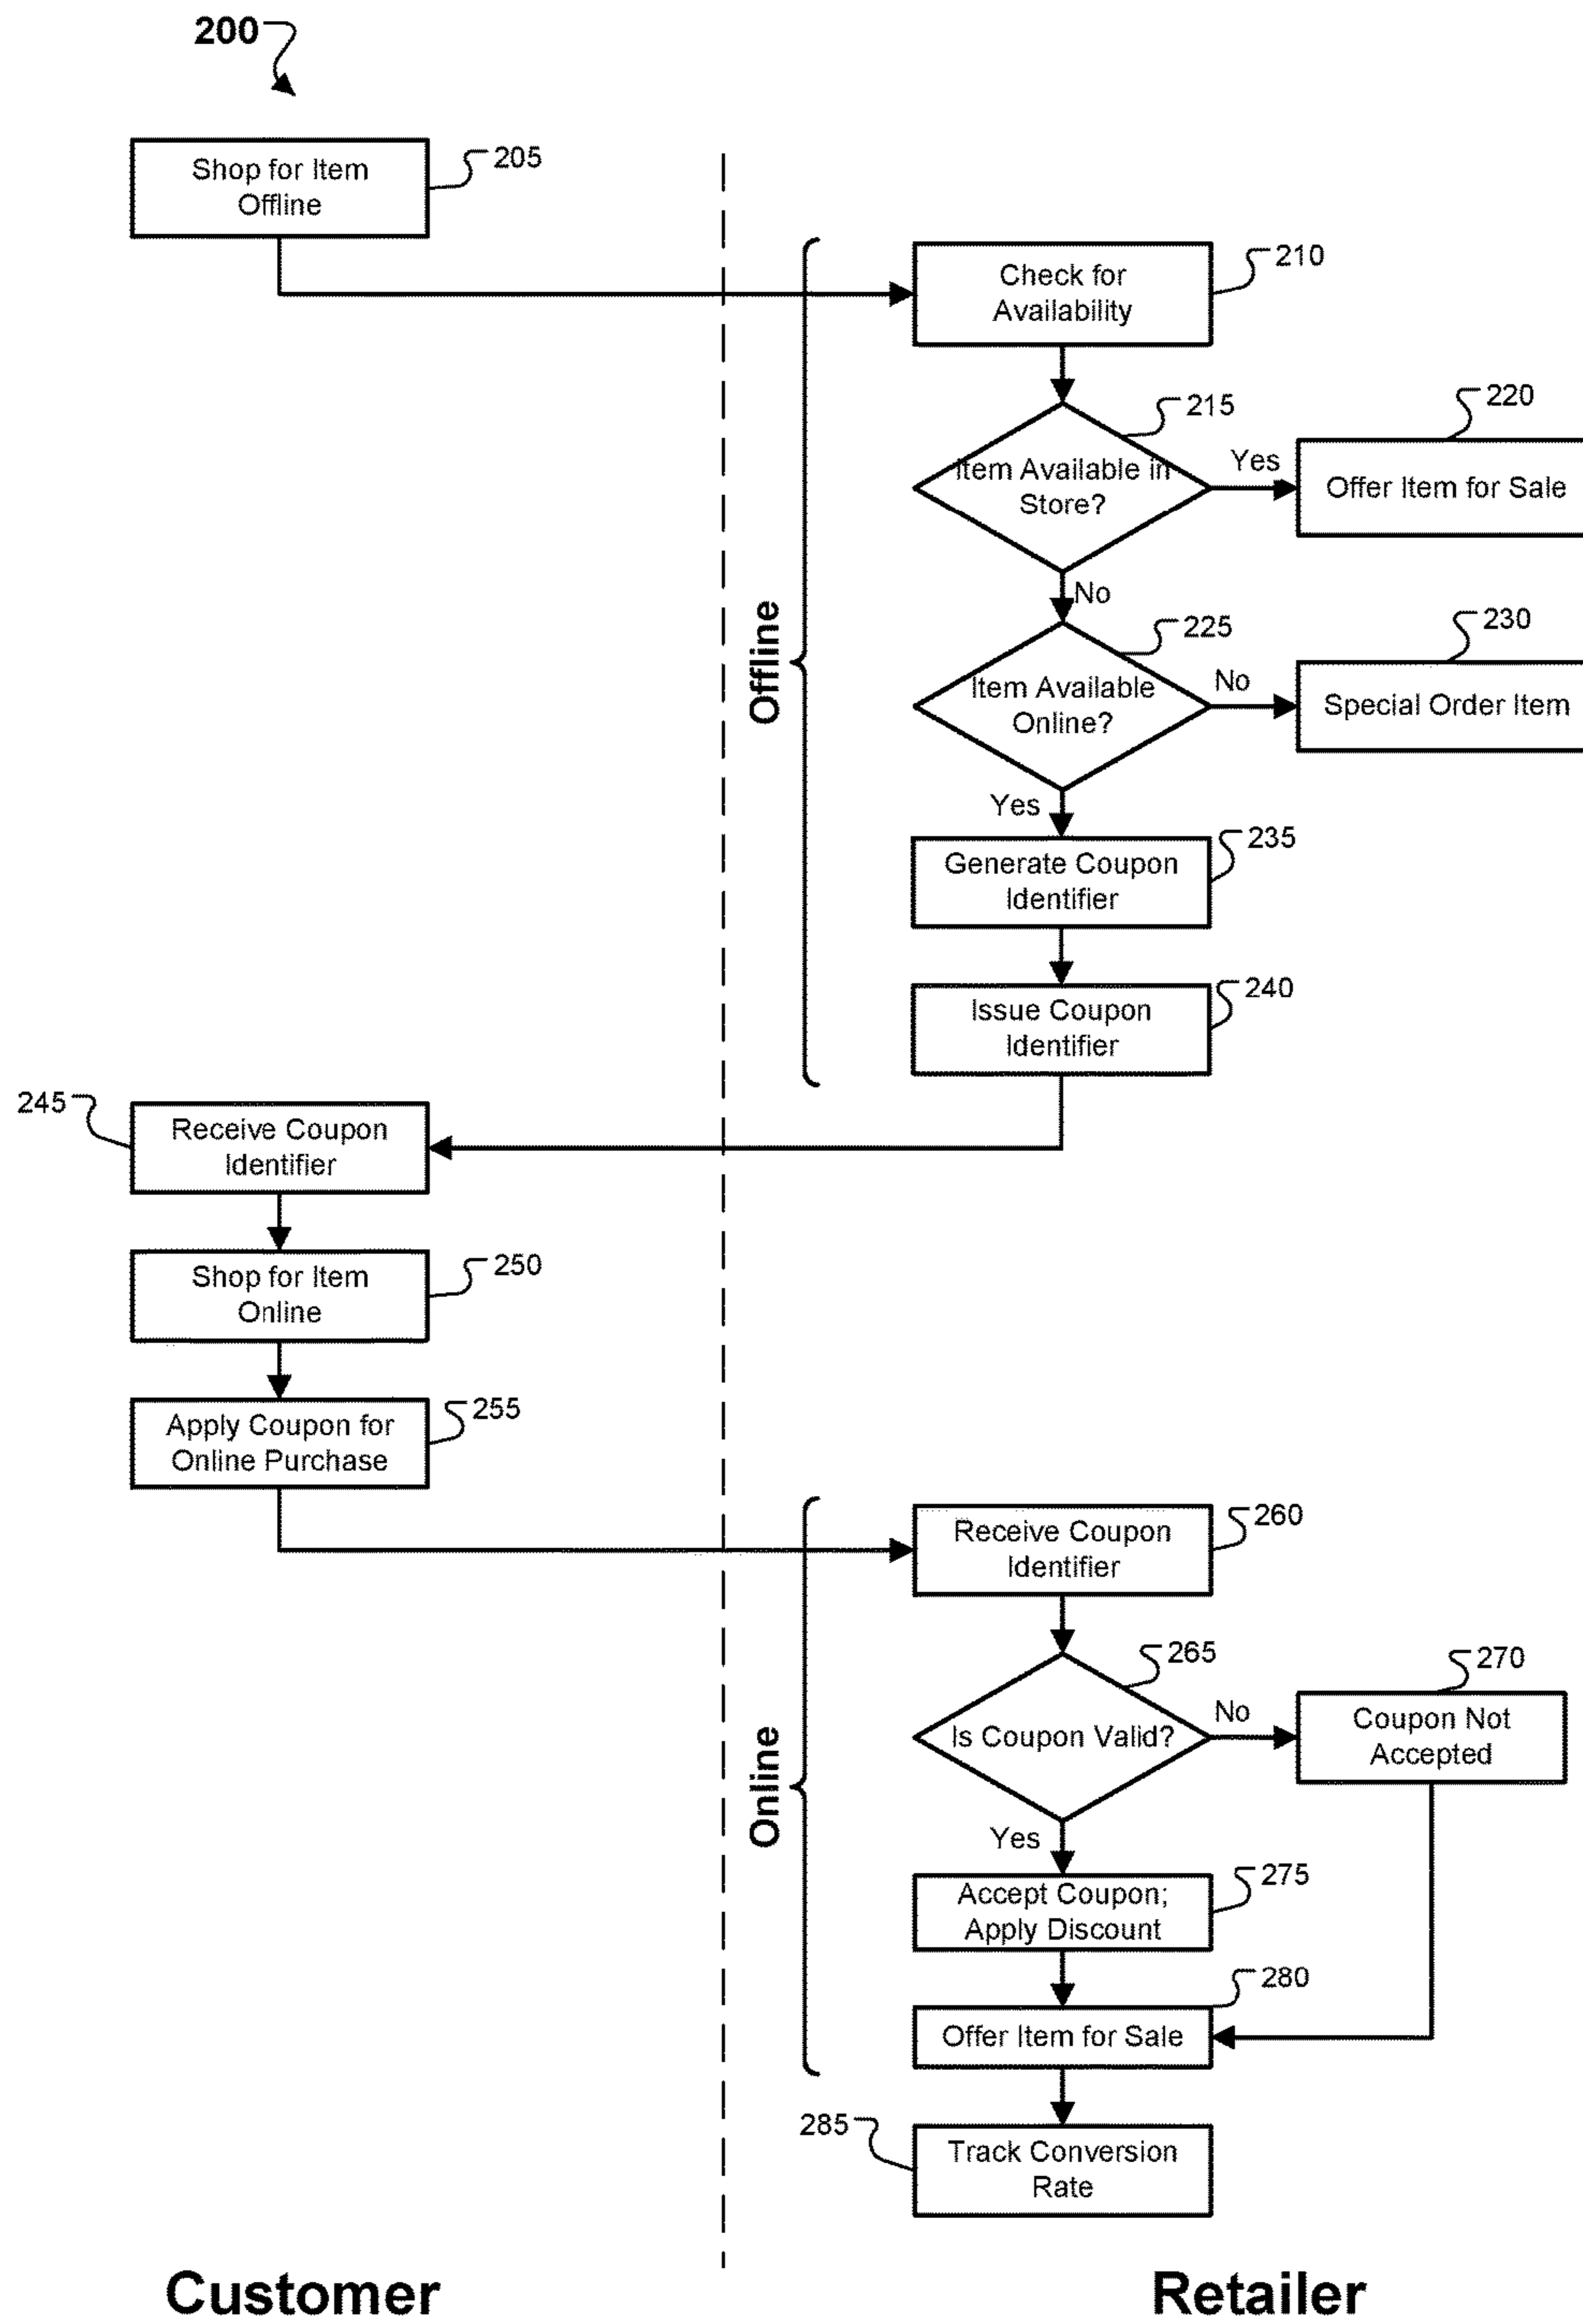 200
Shop for Item
Offline
205
Check for
Availability
210
Item Available in
Store?
215
Yes
Offer Item for Sale
220
No
Item Available
Online?
225
No
Special Order Item
230
Yes
Generate Coupon
Identifier
235
Issue Coupon
Identifier
240
Offline
245
Receive Coupon
Identifier
Shop for Item
Online
250
Apply Coupon for
Online Purchase
255
Receive Coupon
Identifier
260
Is Coupon Valid?
265
No
Coupon Not
Accepted
270
Yes
Accept Coupon;
Apply Discount
275
Offer Item for Sale
280
Online
285
Track Conversion
Rate
Customer
Retailer